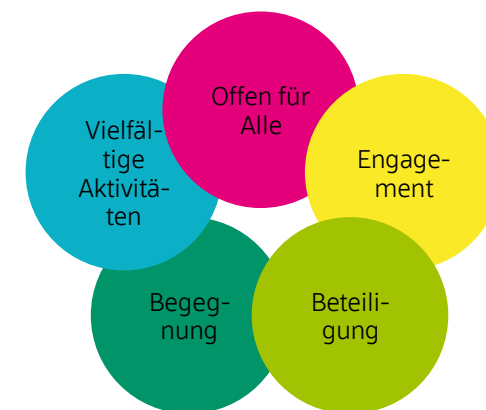 Offen für
Alle
Vielfäl-
tige
Aktivitä-
ten
Engage-
ment
Begeg-
nung
Beteili-
gung